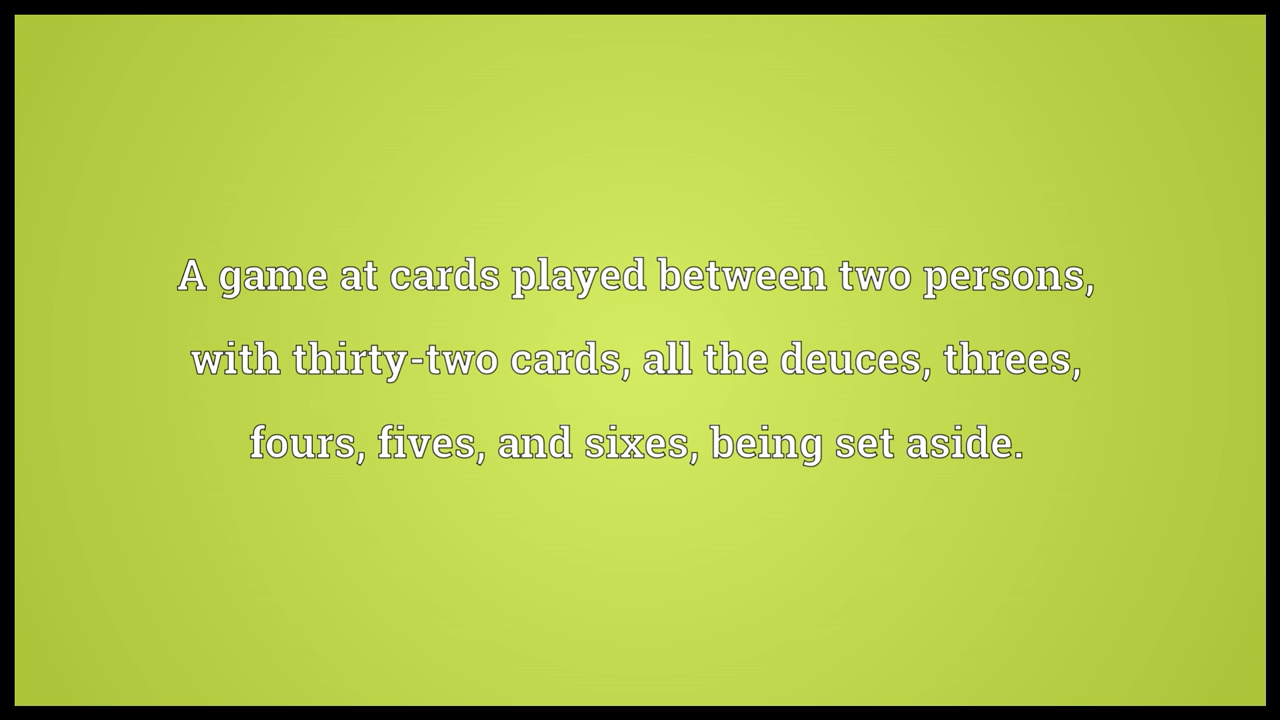 A game at cards played between two persons,
with thirty-two cards, all the deuces, threes,
fours, fives, and sixes, being set aside.